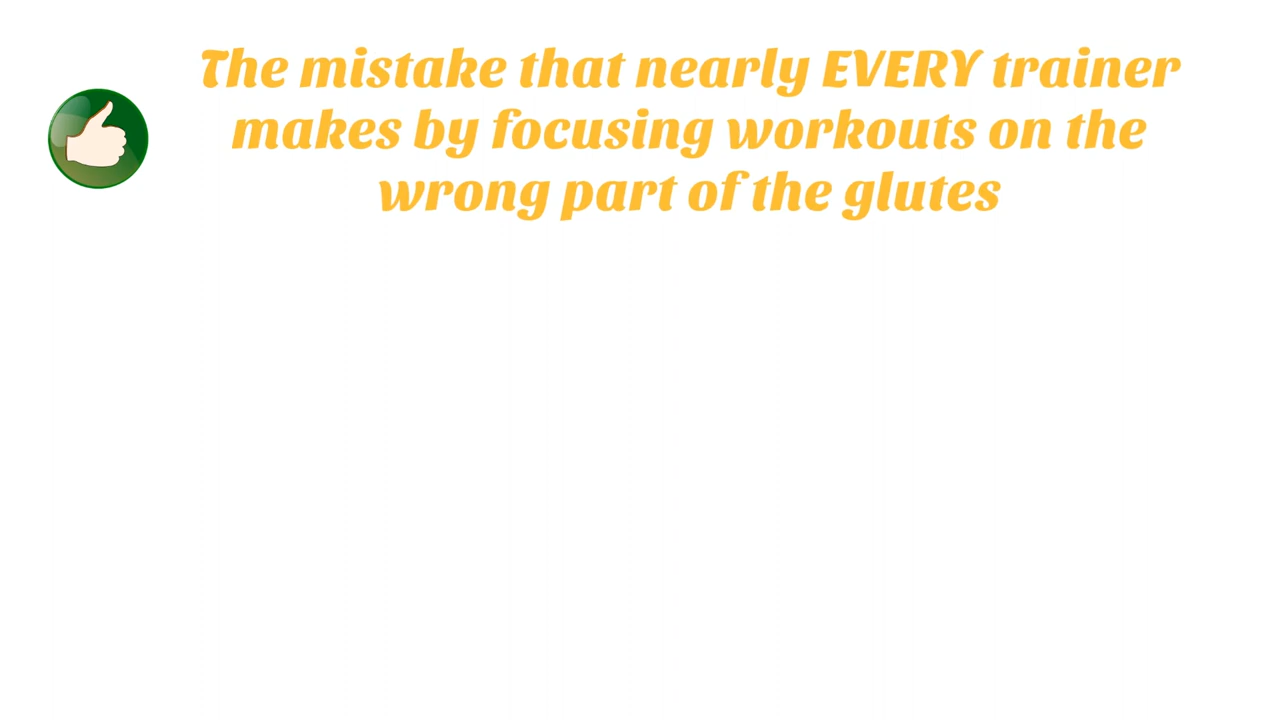 The mistake that nearly EVERY trainer
makes by focusing workouts on the
wrong part of the glutes